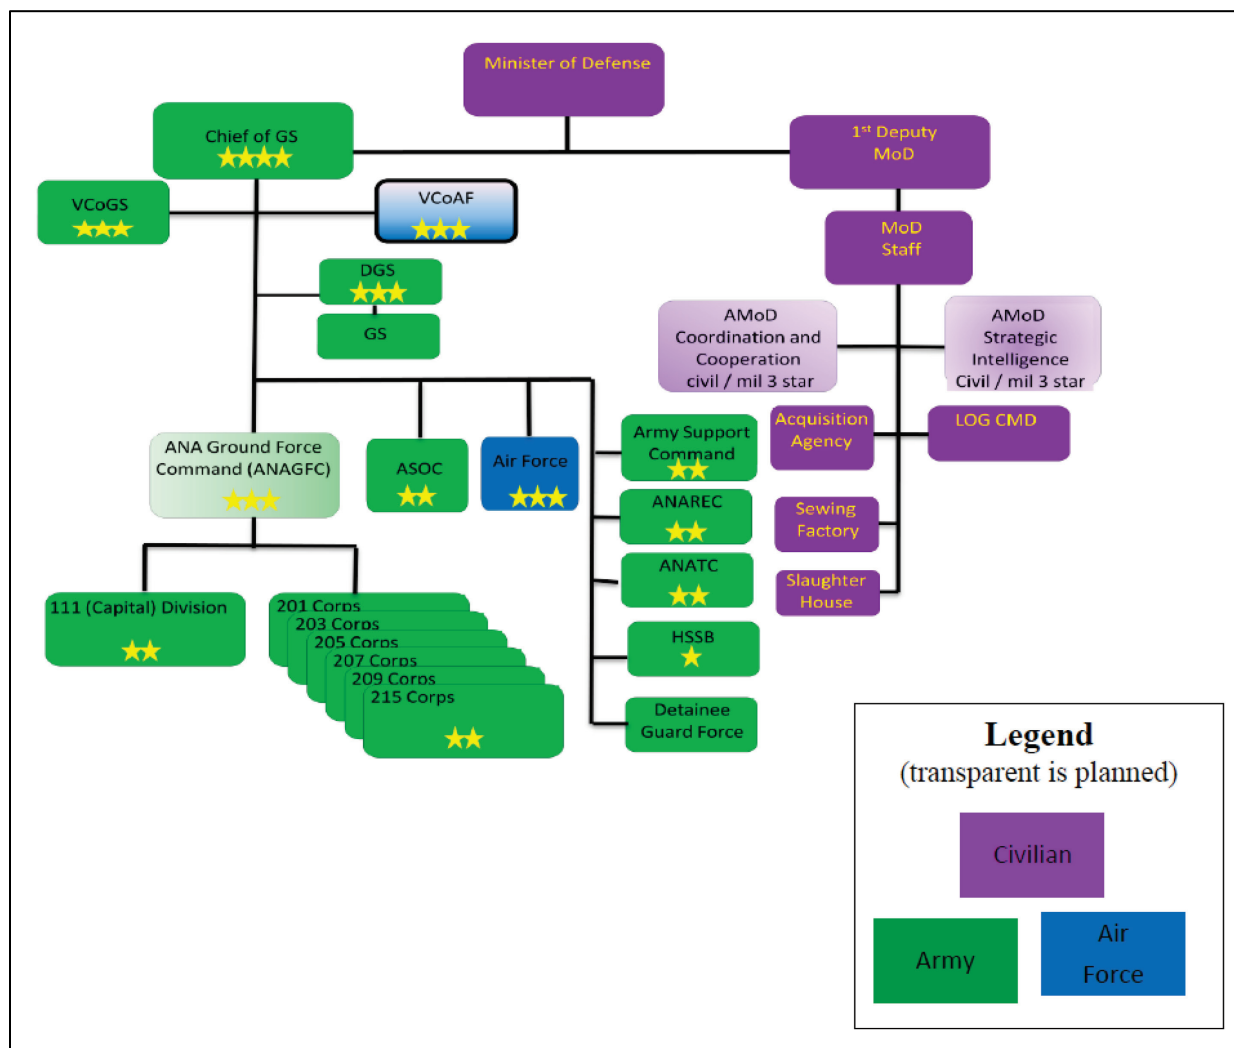 Minister of Defense
Chief of GS
1st Deputy
MoD
VCoGS
VCoAF
MoD
Staff
DGS
GS
AMoD
Coordination and
Cooperation
civil / mil 3 star
AMoD
Strategic
Intelligence
Civil / mil 3 star
Acquisition
Agency
LOG CMD
Sewing
Factory
Slaughter
House
ANA Ground Force
Command (ANAGFC)
ASOC
Air Force
Army Support
Command
ANAREC
ANATC
HSSB
Detainee
Guard Force
111 (Capital) Division
201 Corps
203 Corps
205 Corps
207 Corps
209 Corps
215 Corps
Legend
(transparent is planned)
Civilian
Army
Air
Force